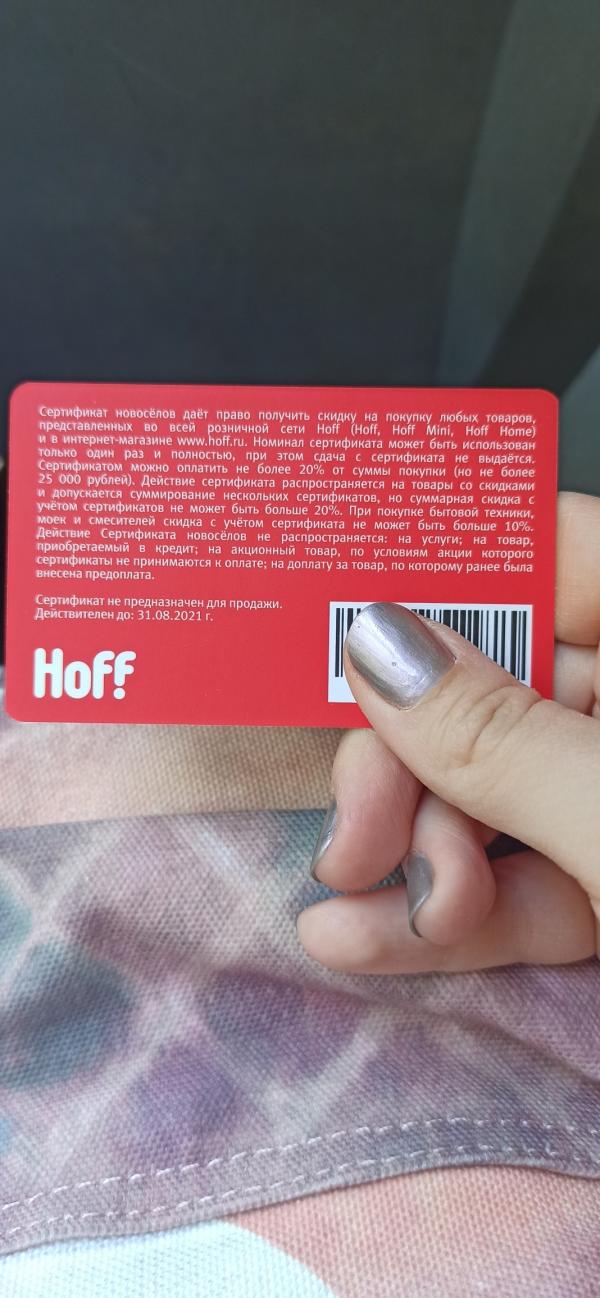 Сертификат новосёлов даёт право получить скидку на покупку любых товаров,
представленных во всей розничной сети Hoff (Hoff, Hoff Mini, Hoff Home)
и в интернет-магазине www.hoff.ru. Номинал сертификата может быть использован
только один раз и полностью, при этом сдача с сертификата не выдаётся.
Сертификатом можно оплатить не более 20% от суммы покупки (но не более
25 000 рублей). Действие сертификата распространяется на товары со скидками
и допускается суммирование нескольких сертификатов, но суммарная скидка с
учётом сертификатов не может быть больше 20%. При покупке бытовой техники,
моек и смесителей скидка с учётом сертификата не может быть больше 10%.
Действие Сертификата новосёлов не распространяется: на услуги; на товар,
приобретаемый в кредит; на акционный товар, по условиям акции которого
сертификаты не принимаются к оплате; на доплату за товар, по которому ранее была
внесена предоплата.
Сертификат не предназначен для продажи.
Действителен до: 31.08.2021 г.
Hoff